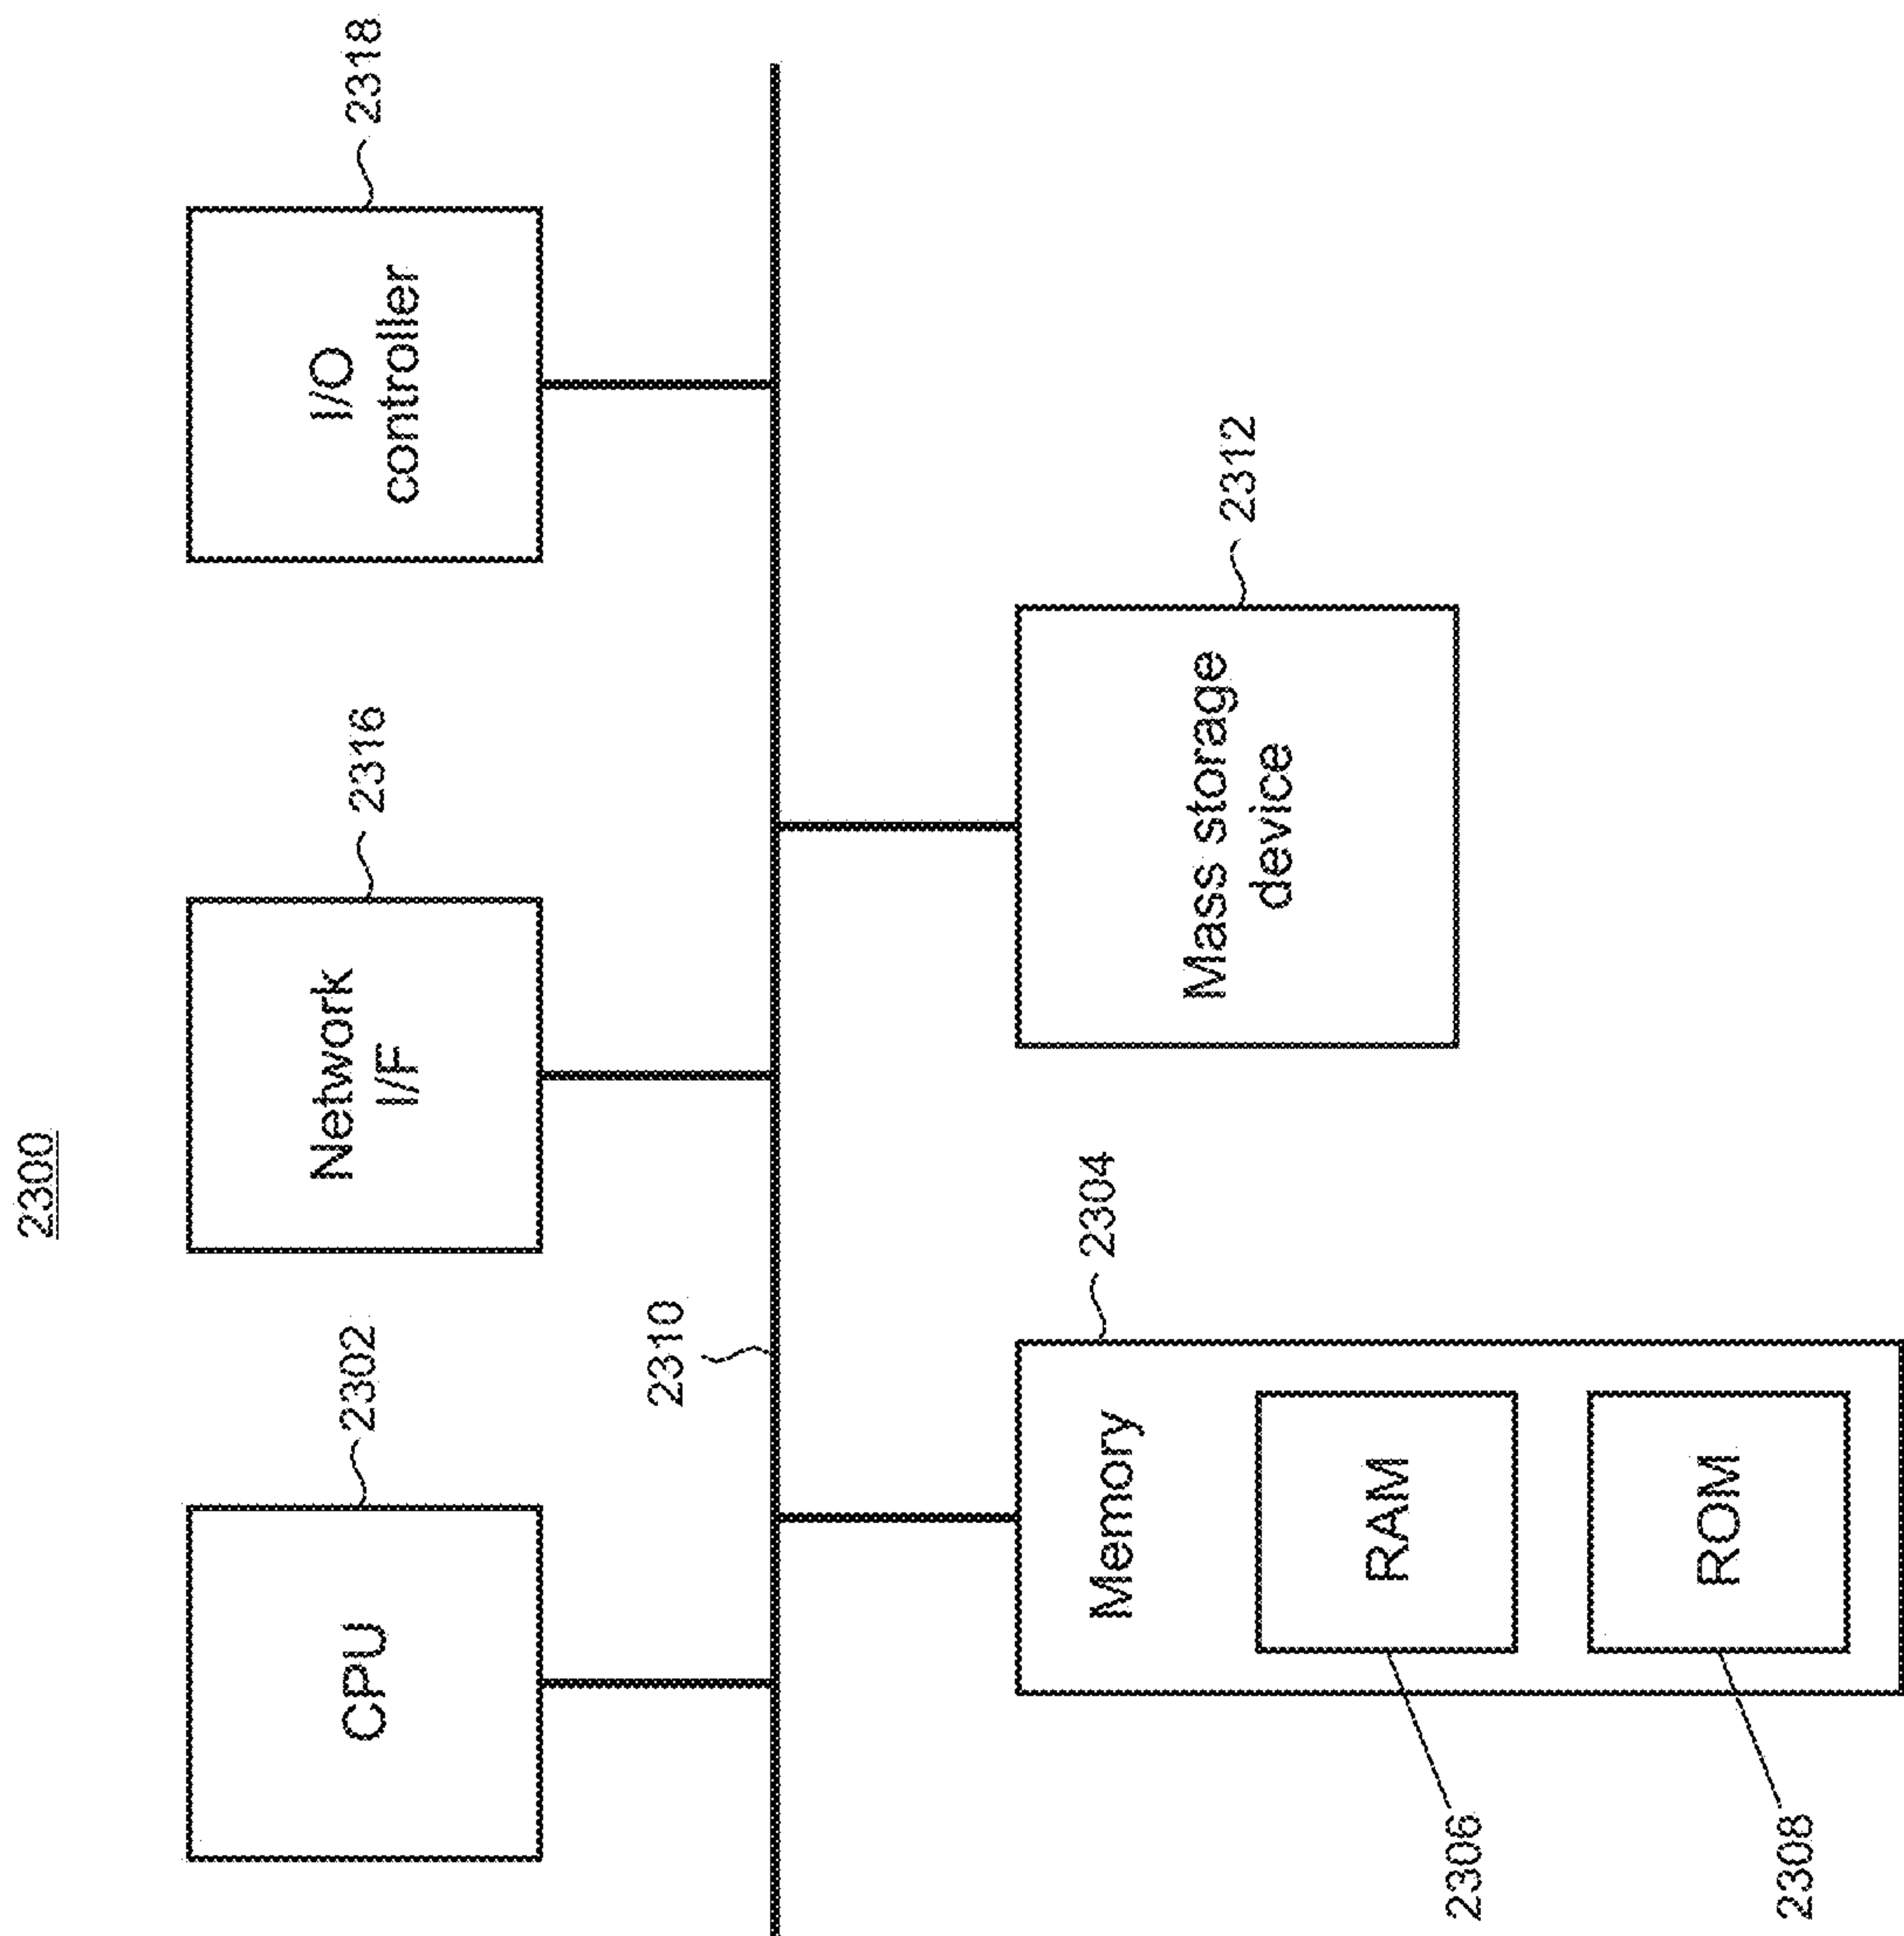 2300
CPU
2302
Network
I/F
2316
I/O
controller
2318
2310
Memory
2304
RAM
2306
ROM
2308
Mass storage
device
2312